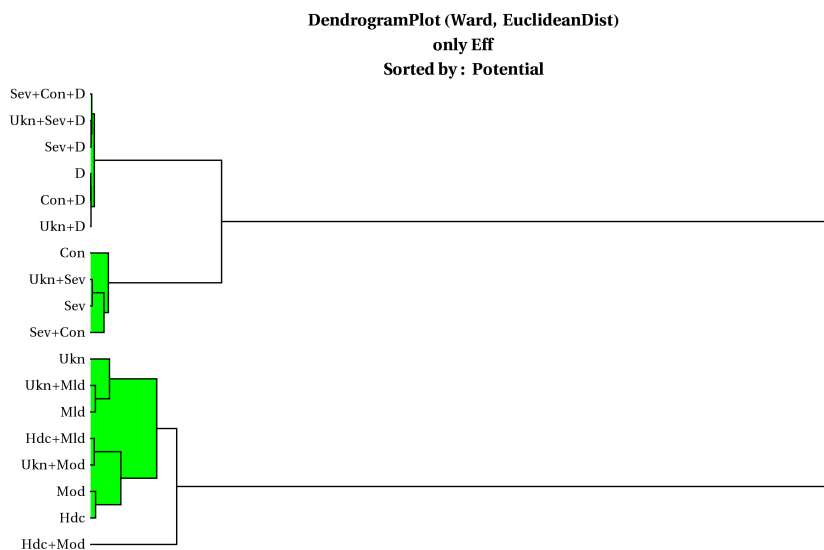 DendrogramPlot (Ward, EuclideanDist)
only Eff
Sorted by: Potential
Sev+Con+D
Ukn+Sev+D
Sev+D
D
Con+D
Ukn+D
Con
Ukn+Sev
Sev
Sev+Con
Ukn
Ukn+Mld
Mld
Hdc+Mld
Ukn+Mod
Mod
Hdc
Hdc+Mod